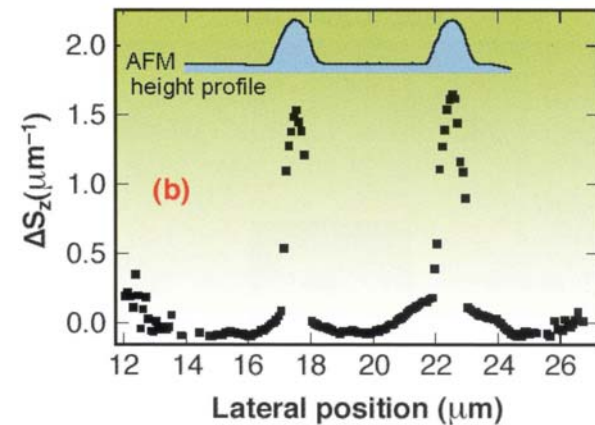 AFM
height profile
2.0
1.5
1.0
0.5
0.0
(b)
ΔS_z(μm⁻¹)
12 14 16 18 20 22 24 26
Lateral position (μm)